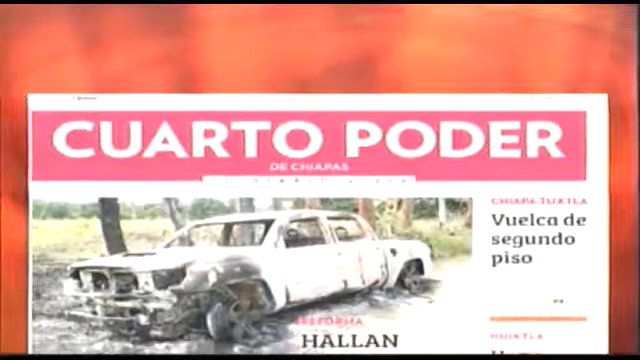 CUARTO PODER
DE CHIAPAS
REFORMA
HALLAN
CHIAPA-TUXTLA
Vuelca de
segundo
piso
HUIXTLA